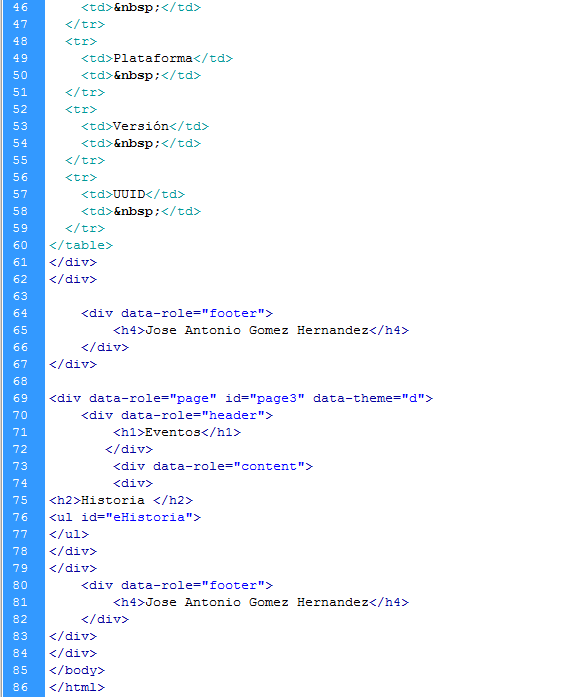 46     <td>&nbsp;</td>
47   </tr>
48   <tr>
49     <td>Plataforma</td>
50     <td>&nbsp;</td>
51   </tr>
52   <tr>
53     <td>Versión</td>
54     <td>&nbsp;</td>
55   </tr>
56   <tr>
57     <td>UUID</td>
58     <td>&nbsp;</td>
59   </tr>
60 </table>
61 </div>
62 </div>
63
64     <div data-role="footer">
65         <h4>Jose Antonio Gomez Hernandez</h4>
66     </div>
67 </div>
68
69 <div data-role="page" id="page3" data-theme="d">
70     <div data-role="header">
71         <h1>Eventos</h1>
72        </div>
73         <div data-role="content">
74         <div>
75 <h2>Historia </h2>
76 <ul id="eHistoria">
77 </ul>
78 </div>
79 </div>
80     <div data-role="footer">
81         <h4>Jose Antonio Gomez Hernandez</h4>
82     </div>
83 </div>
84 </div>
85 </body>
86 </html>